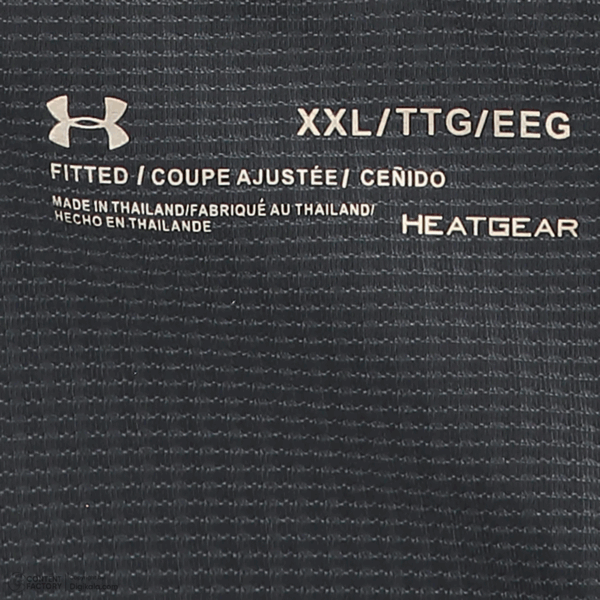 XXL/TTG/EEG
FITTED / COUPE AJUSTÉE / CEÑIDO
MADE IN THAILAND/FABRIQUÉ AU THAILAND/
HECHO EN THAILANDE
HEATGEAR